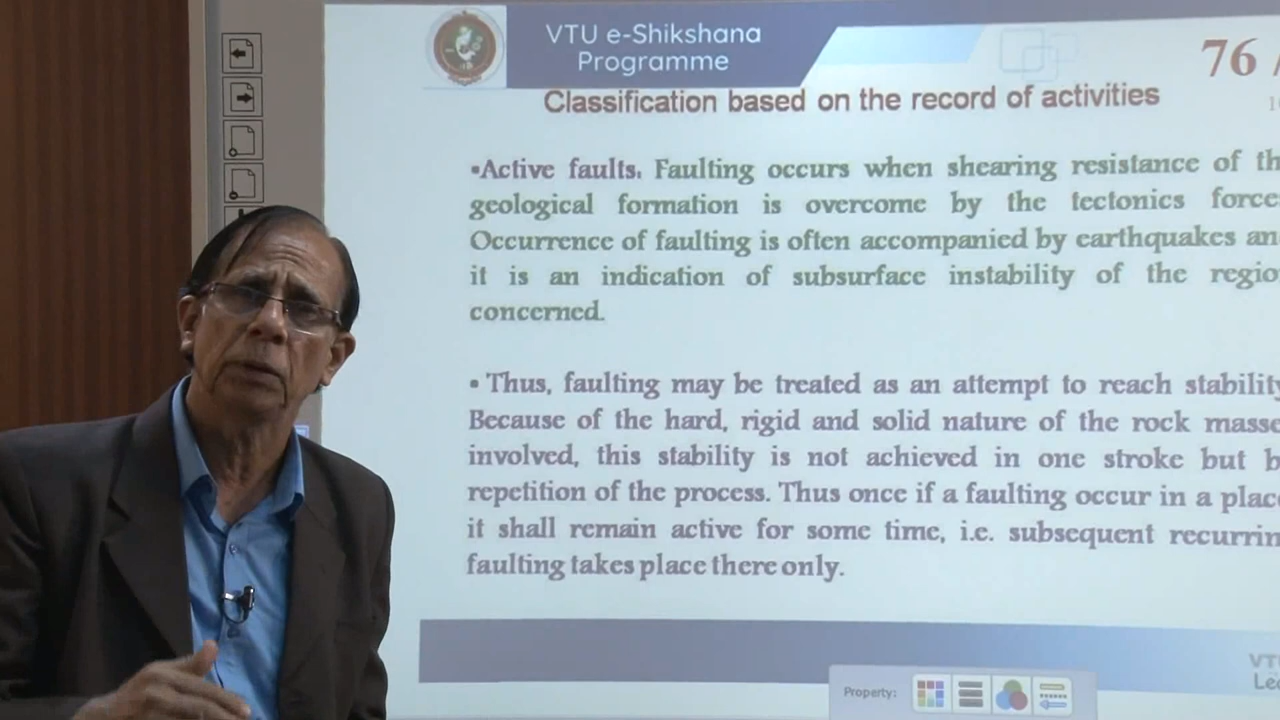 VTU e-Shikshana
Programme
76 /
Classification based on the record of activities
▪Active faults. Faulting occurs when shearing resistance of th
geological formation is overcome by the tectonics force
Occurrence of faulting is often accompanied by earthquakes an
it is an indication of subsurface instability of the regio
concerned.
▪ Thus, faulting may be treated as an attempt to reach stability
Because of the hard, rigid and solid nature of the rock masse
involved, this stability is not achieved in one stroke but b
repetition of the process. Thus once if a faulting occur in a place
it shall remain active for some time, i.e. subsequent recurrin
faulting takes place there only.
VTU
Lea
Property: